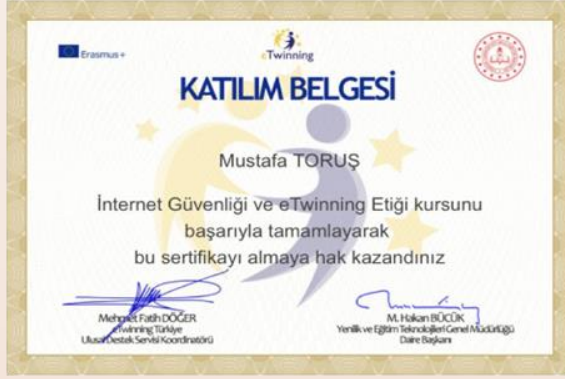 Erasmus+
eTwinning
KATILIM BELGESİ
Mustafa TORUŞ
İnternet Güvenliği ve eTwinning Etiği kursunu
başarıyla tamamlayarak
bu sertifikayı almaya hak kazandınız
Mehmet Fatih DÖĞER
eTwinning Türkiye
Ulusal Destek Servisi Koordinatörü
M. Hakan BÜCÜK
Yenilik ve Eğitim Teknolojileri Genel Müdürlüğü
Daire Başkanı